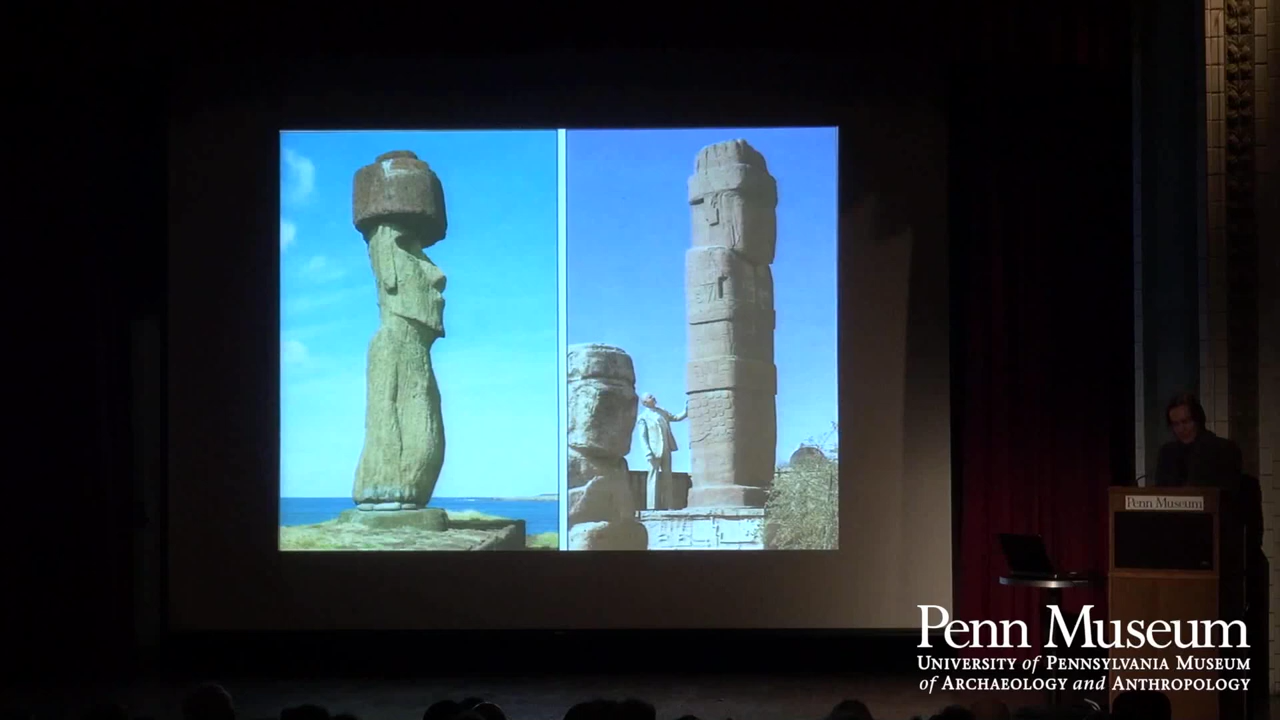 Penn Museum
Penn Museum
University of Pennsylvania Museum
of Archaeology and Anthropology